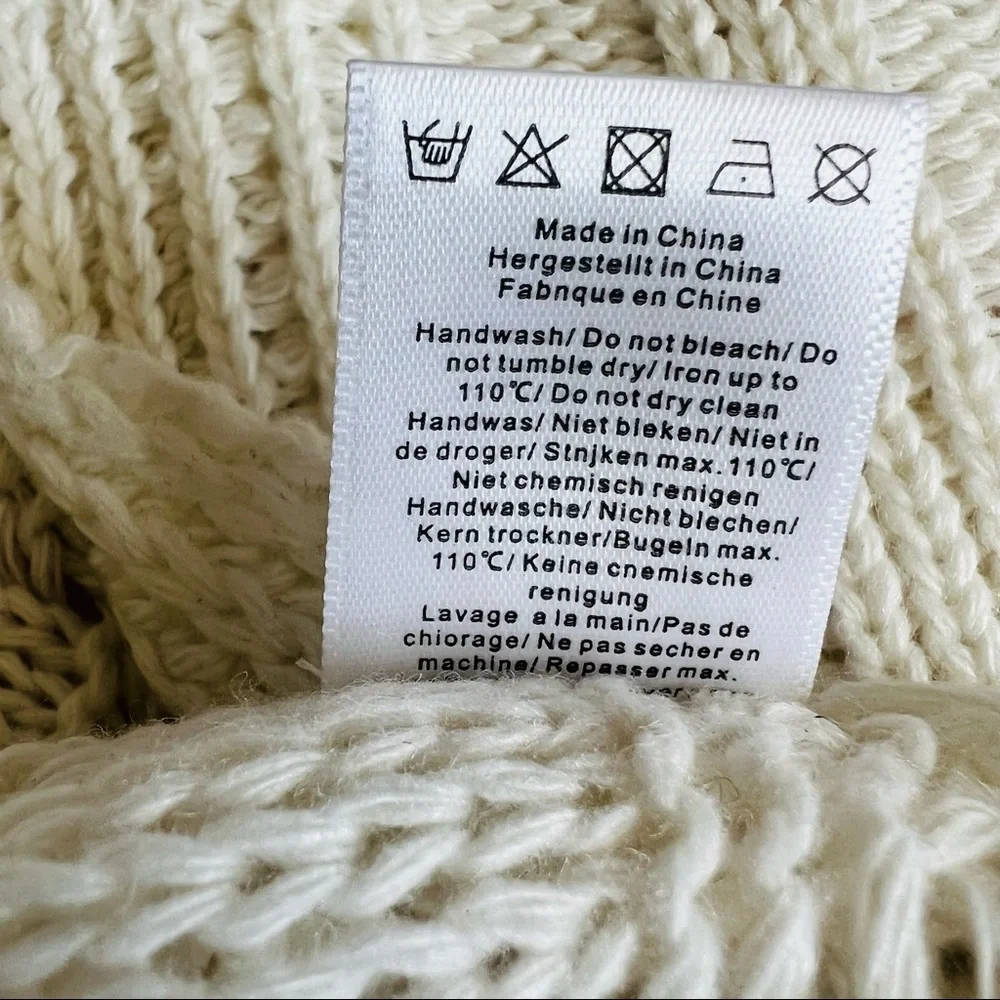 Made in China
Hergestellt in China
Fabnque en Chine
Handwash/ Do not bleach/ Do
not tumble dry/ Iron up to
110℃/ Do not dry clean
Handwas/ Niet bleken/ Niet in
de droger/ Stnjken max. 110℃/
Niet chemisch renigen
Handwasche/ Nicht blechen/
Kern trockner/Bugeln max.
110℃/ Keine cnemische
renigung
Lavage a la main/Pas de
chiorage/ Ne pas secher en
machine/ Repasser max.